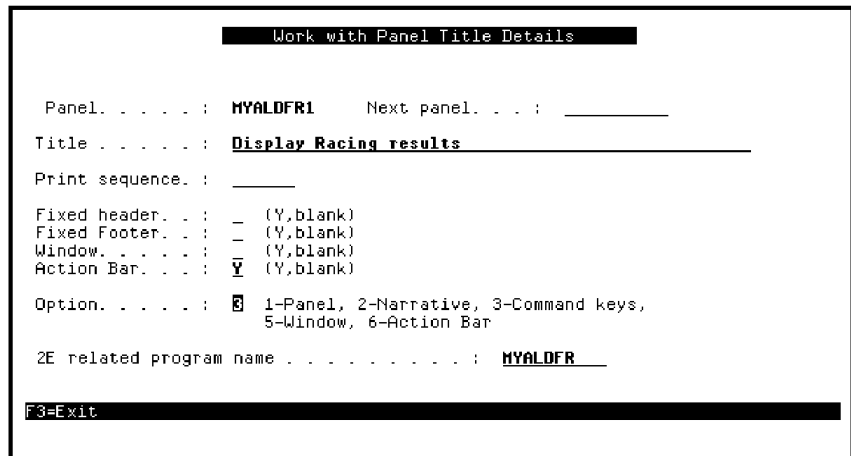 Work with Panel Title Details
Panel. . . . . : MYALDFR1 Next panel. . . : __________
Title . . . . . : Display Racing results
Print sequence. : ______
Fixed header. . : _ (Y,blank)
Fixed Footer. . : _ (Y,blank)
Window. . . . . : _ (Y,blank)
Action Bar. . . : Y (Y,blank)
Option. . . . . : 3 1-Panel, 2-Narrative, 3-Command keys,
5-Window, 6-Action Bar
2E related program name . . . . . . . . . : MYALDFR
F3=Exit